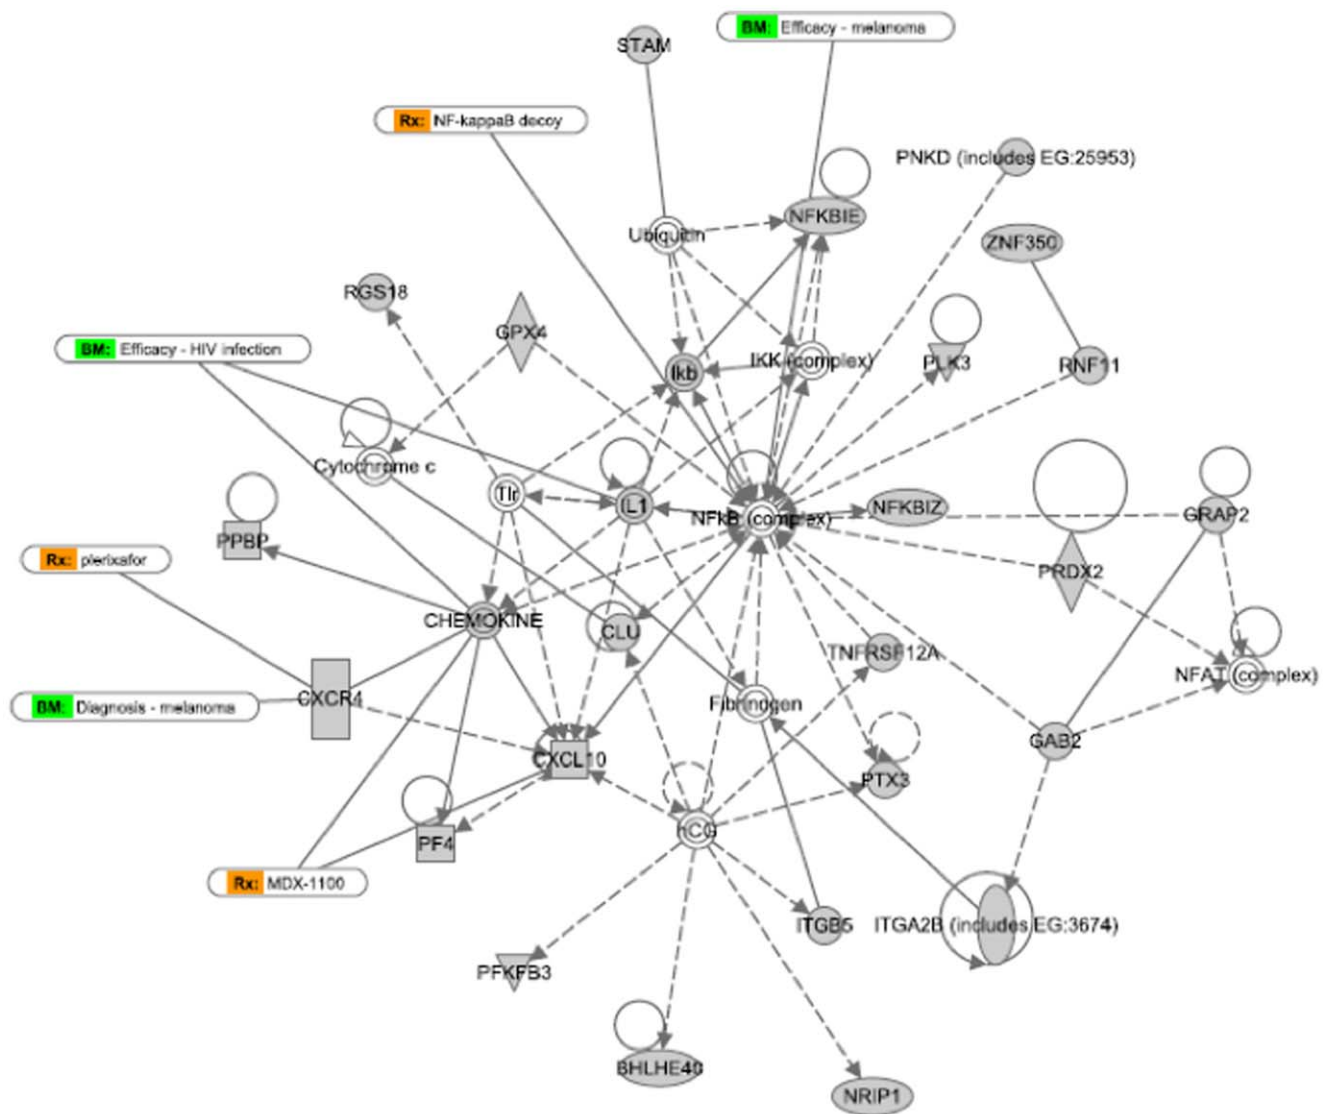 BM: Efficacy - melanoma
STAM
Rx: NF-kappaB decoy
PNKD (includes EG:25953)
NFKBIE
Ubiquitin
ZNF350
RGS18
GPX4
BM: Efficacy - HIV infection
IKK (complex)
PLK3
RNF11
Ikb
Cytochrome c
Tlr
IL1
NFkB (complex)
NFKBIZ
GRAP2
PPBP
Rx: plerixafor
PRDX2
CHEMOKINE
CLU
TNFRSF12A
NFAT (complex)
CXCR4
BM: Diagnosis - melanoma
Fibrinogen
GAB2
CXCL10
PTX3
hCG
PF4
Rx: MDX-1100
ITGB5
ITGA2B (includes EG:3674)
PFKFB3
BHLHE40
NRIP1